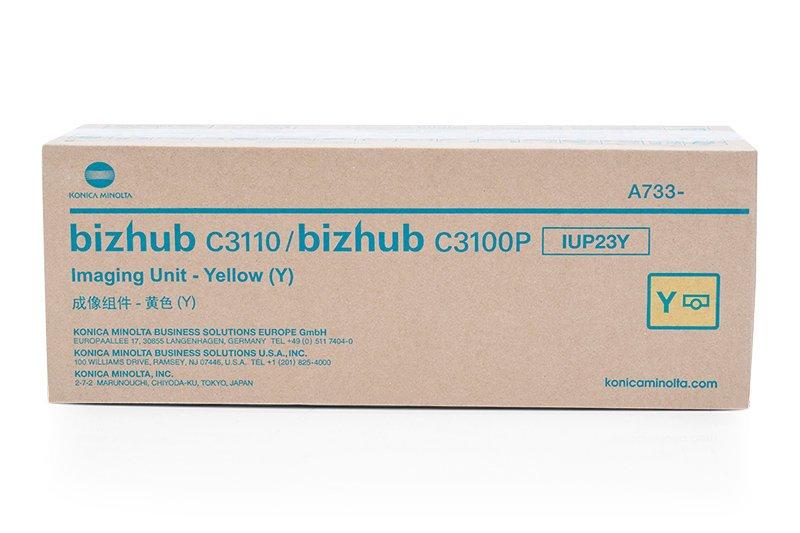 KONICA MINOLTA
A733-
bizhub C3110/bizhub C3100P IUP23Y
Imaging Unit - Yellow (Y)
成像组件 - 黄色 (Y)
Y
KONICA MINOLTA BUSINESS SOLUTIONS EUROPE GmbH
EUROPAALLEE 17, 30855 LANGENHAGEN, GERMANY TEL +49 (0) 511 7404-0
KONICA MINOLTA BUSINESS SOLUTIONS U.S.A., INC.
100 WILLIAMS DRIVE, RAMSEY, NJ 07446, U.S.A. TEL +1 (201) 825-4000
KONICA MINOLTA, INC.
2-7-2 MARUNOUCHI, CHIYODA-KU, TOKYO, JAPAN
konicaminolta.com